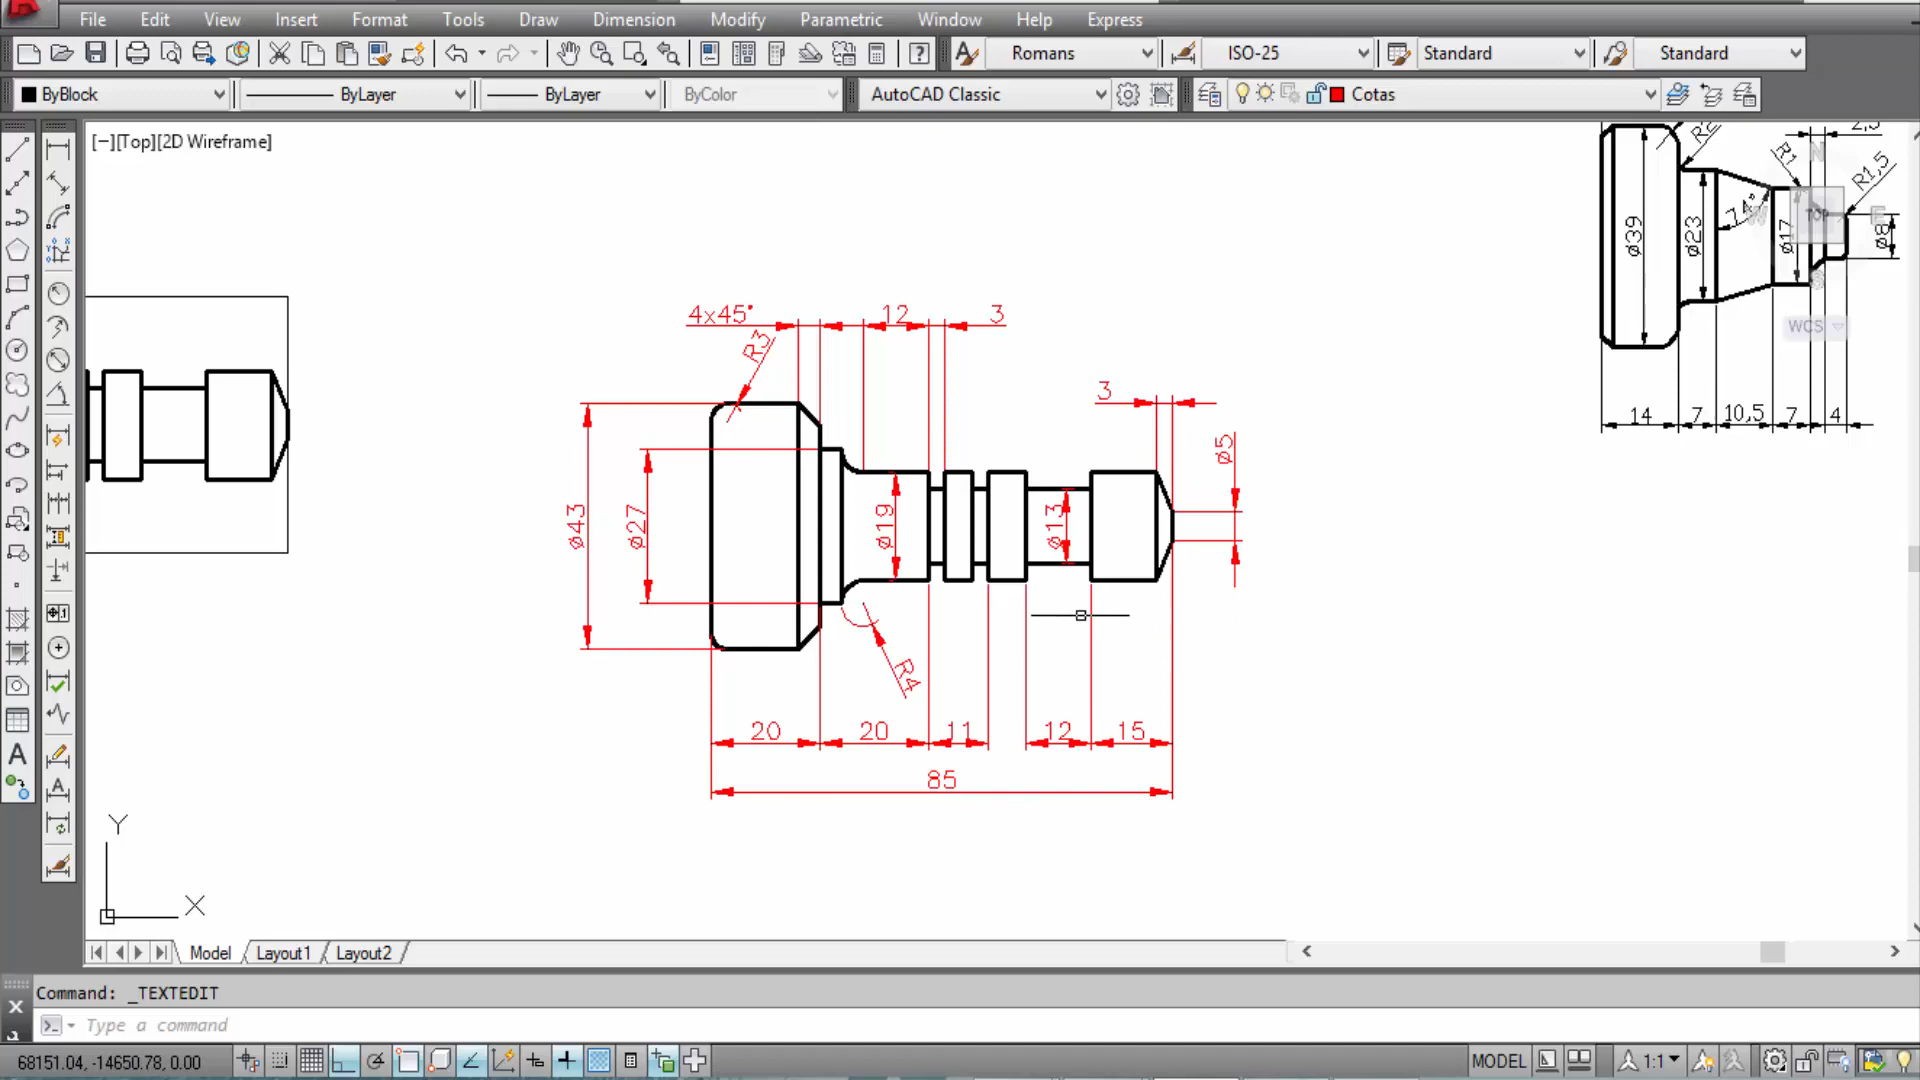 File Edit View Insert Format Tools Draw Dimension Modify Parametric Window Help Express
Romans ISO-25 Standard Standard
ByBlock ByLayer ByLayer ByColor AutoCAD Classic Cotas
[−][Top][2D Wireframe]
R2
R1
R1,5
N
W
TOP
E
S
ø39
ø23
14°
ø17
ø8
WCS
14 7 10,5 7 4
4x45° 12 3
R3
3
ø5
ø43
ø27
ø19
ø13
R4
20 20 11 12 15
85
Y
X
Model Layout1 Layout2
Command: _TEXTEDIT
Type a command
68151.04, -14650.78, 0.00
MODEL 1:1